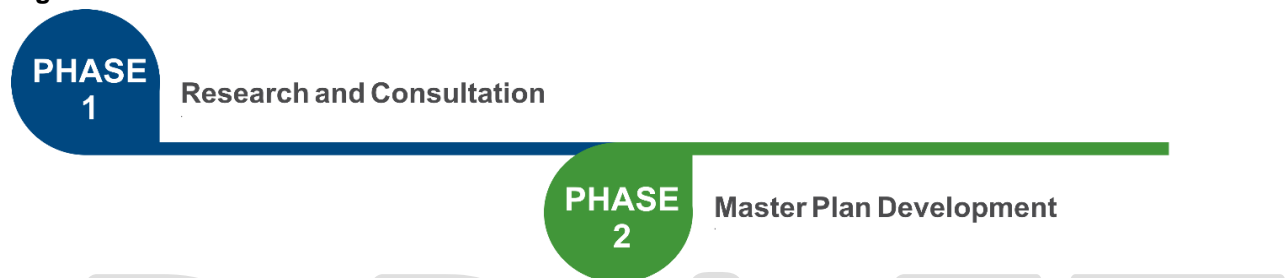 PHASE
1
Research and Consultation
PHASE
2
Master Plan Development